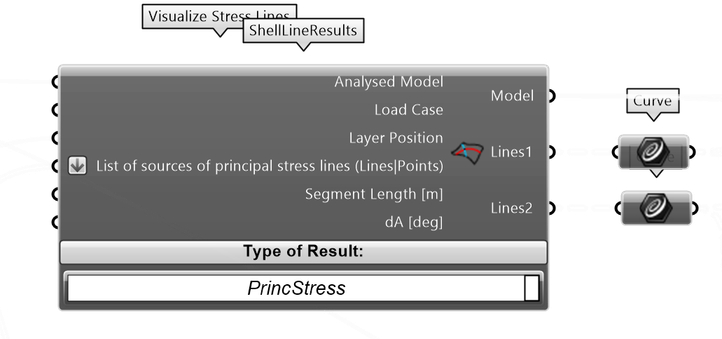 Visualize Stress Lines
ShellLineResults
Analysed Model
Load Case
Layer Position
List of sources of principal stress lines (Lines|Points)
Segment Length [m]
dA [deg]
Model
Lines1
Lines2
Curve
Type of Result:
PrincStress